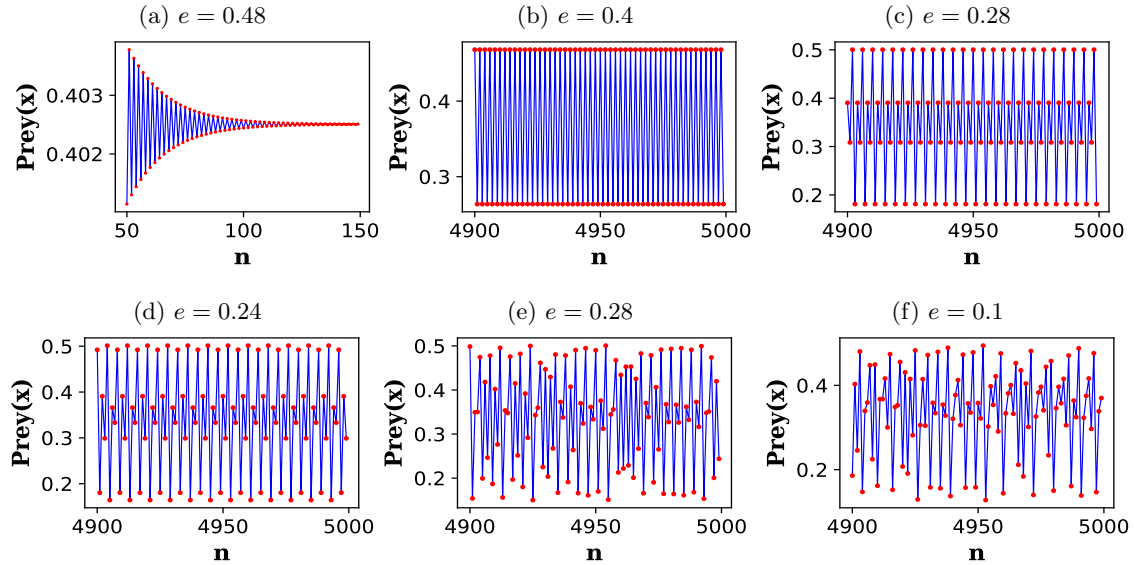 (a) e = 0.48
(b) e = 0.4
(c) e = 0.28
Prey(x)
0.403
0.402
50
100
150
n
Prey(x)
0.4
0.3
4900
4950
5000
n
Prey(x)
0.5
0.4
0.3
0.2
4900
4950
5000
n
(d) e = 0.24
(e) e = 0.28
(f) e = 0.1
Prey(x)
0.5
0.4
0.3
0.2
4900
4950
5000
n
Prey(x)
0.5
0.4
0.3
0.2
4900
4950
5000
n
Prey(x)
0.4
0.2
4900
4950
5000
n